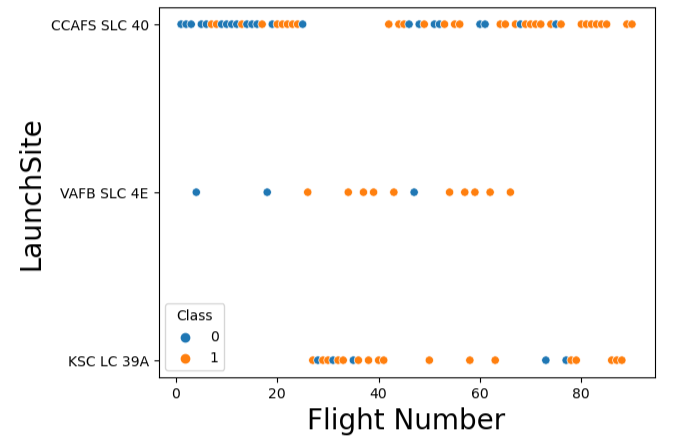 CCAFS SLC 40
VAFB SLC 4E
KSC LC 39A
LaunchSite
Class
0
1
0
20
40
60
80
Flight Number